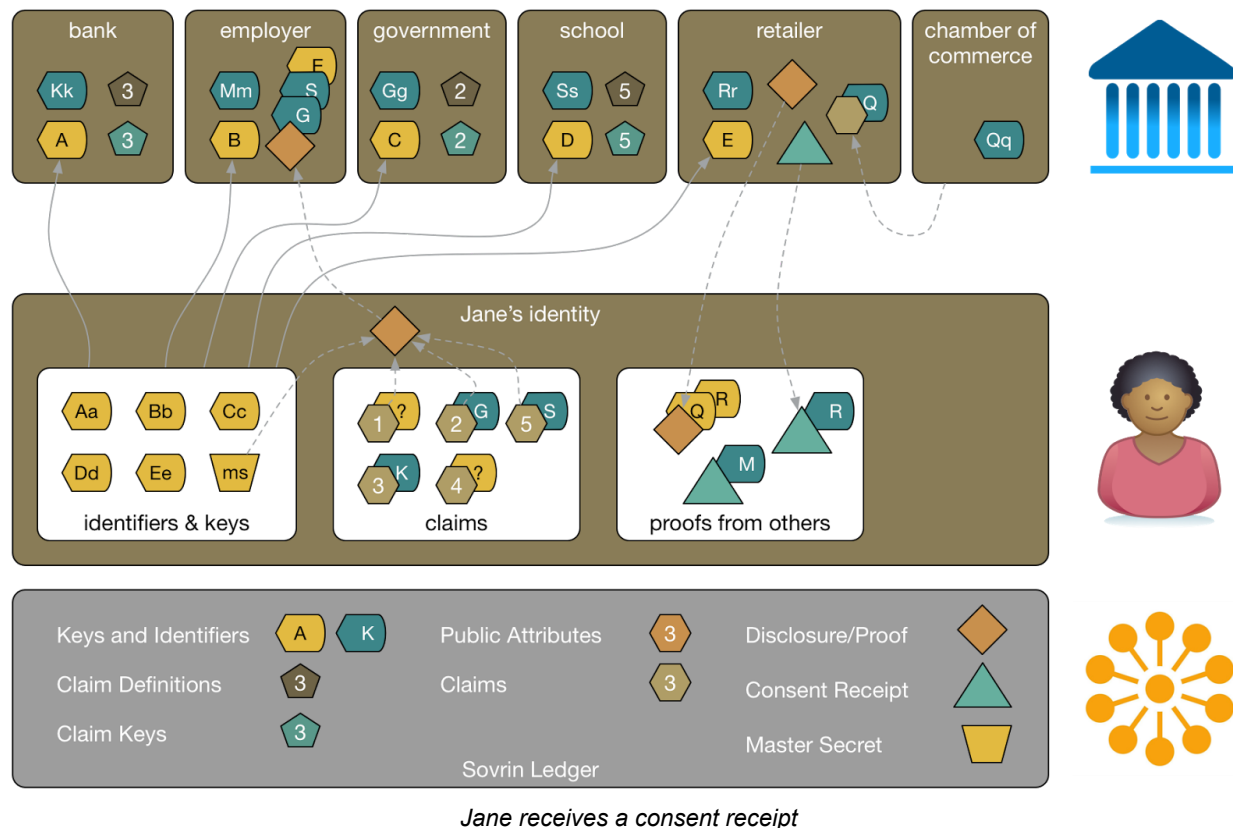 bank
employer
government
school
retailer
chamber of
commerce
Kk
3
A
3
Mm
F
S
G
B
Gg
2
C
2
Ss
5
D
5
Rr
E
Q
Qq
Jane's identity
Aa
Bb
Cc
Dd
Ee
ms
identifiers & keys
1
?
2
G
5
S
3
K
4
?
claims
Q
R
R
M
proofs from others
Keys and Identifiers
A
K
Public Attributes
3
Disclosure/Proof
Claim Definitions
3
Claims
3
Consent Receipt
Claim Keys
3
Master Secret
Sovrin Ledger
Jane receives a consent receipt